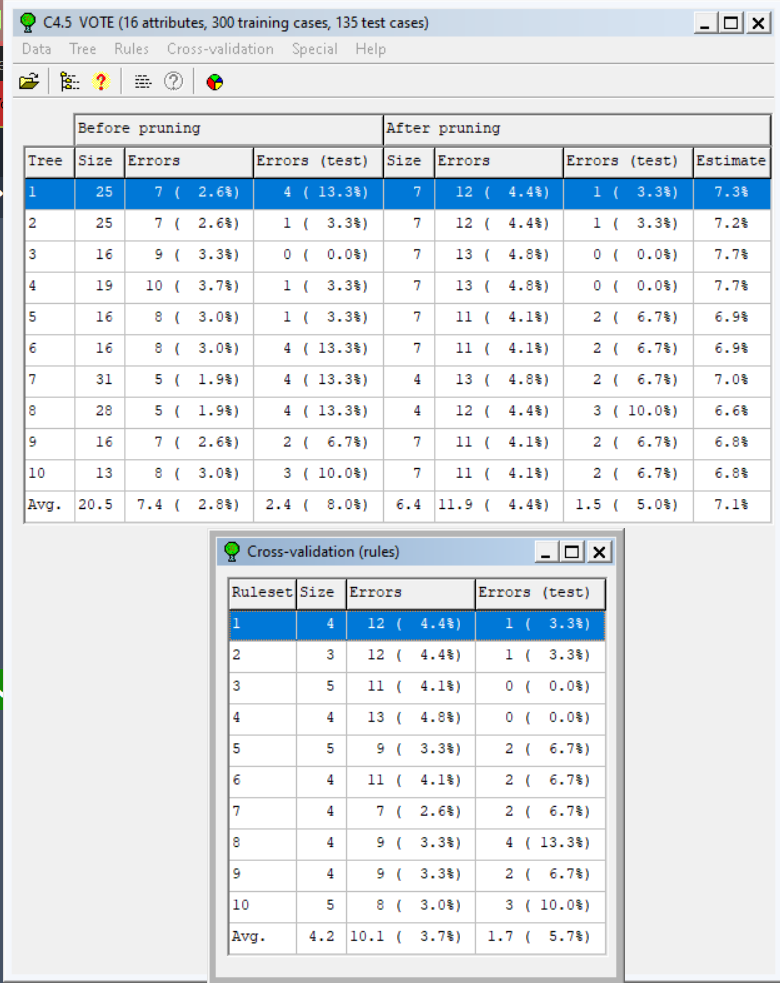 C4.5 VOTE (16 attributes, 300 training cases, 135 test cases)
Data Tree Rules Cross-validation Special Help
Before pruning After pruning
Tree Size Errors Errors (test) Size Errors Errors (test) Estimate
1 25 7 ( 2.6%) 4 ( 13.3%) 7 12 ( 4.4%) 1 ( 3.3%) 7.3%
2 25 7 ( 2.6%) 1 ( 3.3%) 7 12 ( 4.4%) 1 ( 3.3%) 7.2%
3 16 9 ( 3.3%) 0 ( 0.0%) 7 13 ( 4.8%) 0 ( 0.0%) 7.7%
4 19 10 ( 3.7%) 1 ( 3.3%) 7 13 ( 4.8%) 0 ( 0.0%) 7.7%
5 16 8 ( 3.0%) 1 ( 3.3%) 7 11 ( 4.1%) 2 ( 6.7%) 6.9%
6 16 8 ( 3.0%) 4 ( 13.3%) 7 11 ( 4.1%) 2 ( 6.7%) 6.9%
7 31 5 ( 1.9%) 4 ( 13.3%) 4 13 ( 4.8%) 2 ( 6.7%) 7.0%
8 28 5 ( 1.9%) 4 ( 13.3%) 4 12 ( 4.4%) 3 ( 10.0%) 6.6%
9 16 7 ( 2.6%) 2 ( 6.7%) 7 11 ( 4.1%) 2 ( 6.7%) 6.8%
10 13 8 ( 3.0%) 3 ( 10.0%) 7 11 ( 4.1%) 2 ( 6.7%) 6.8%
Avg. 20.5 7.4 ( 2.8%) 2.4 ( 8.0%) 6.4 11.9 ( 4.4%) 1.5 ( 5.0%) 7.1%
Cross-validation (rules)
Ruleset Size Errors Errors (test)
1 4 12 ( 4.4%) 1 ( 3.3%)
2 3 12 ( 4.4%) 1 ( 3.3%)
3 5 11 ( 4.1%) 0 ( 0.0%)
4 4 13 ( 4.8%) 0 ( 0.0%)
5 5 9 ( 3.3%) 2 ( 6.7%)
6 4 11 ( 4.1%) 2 ( 6.7%)
7 4 7 ( 2.6%) 2 ( 6.7%)
8 4 9 ( 3.3%) 4 ( 13.3%)
9 4 9 ( 3.3%) 2 ( 6.7%)
10 5 8 ( 3.0%) 3 ( 10.0%)
Avg. 4.2 10.1 ( 3.7%) 1.7 ( 5.7%)